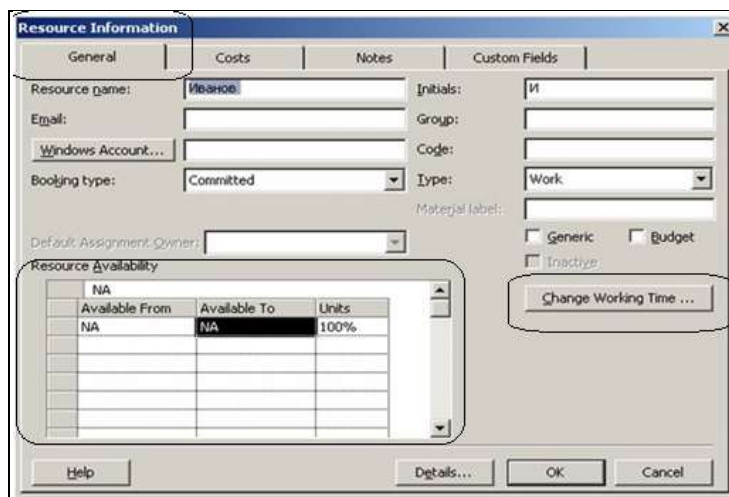 Resource Information
General Costs Notes Custom Fields
Resource name: Иванов Initials: И
Email: Group:
Windows Account... Code:
Booking type: Committed Type: Work
Material label:
Default Assignment Owner: Generic Budget
Resource Availability Inactive
NA Change Working Time ...
Available From Available To Units
NA NA 100%
Help Details... OK Cancel